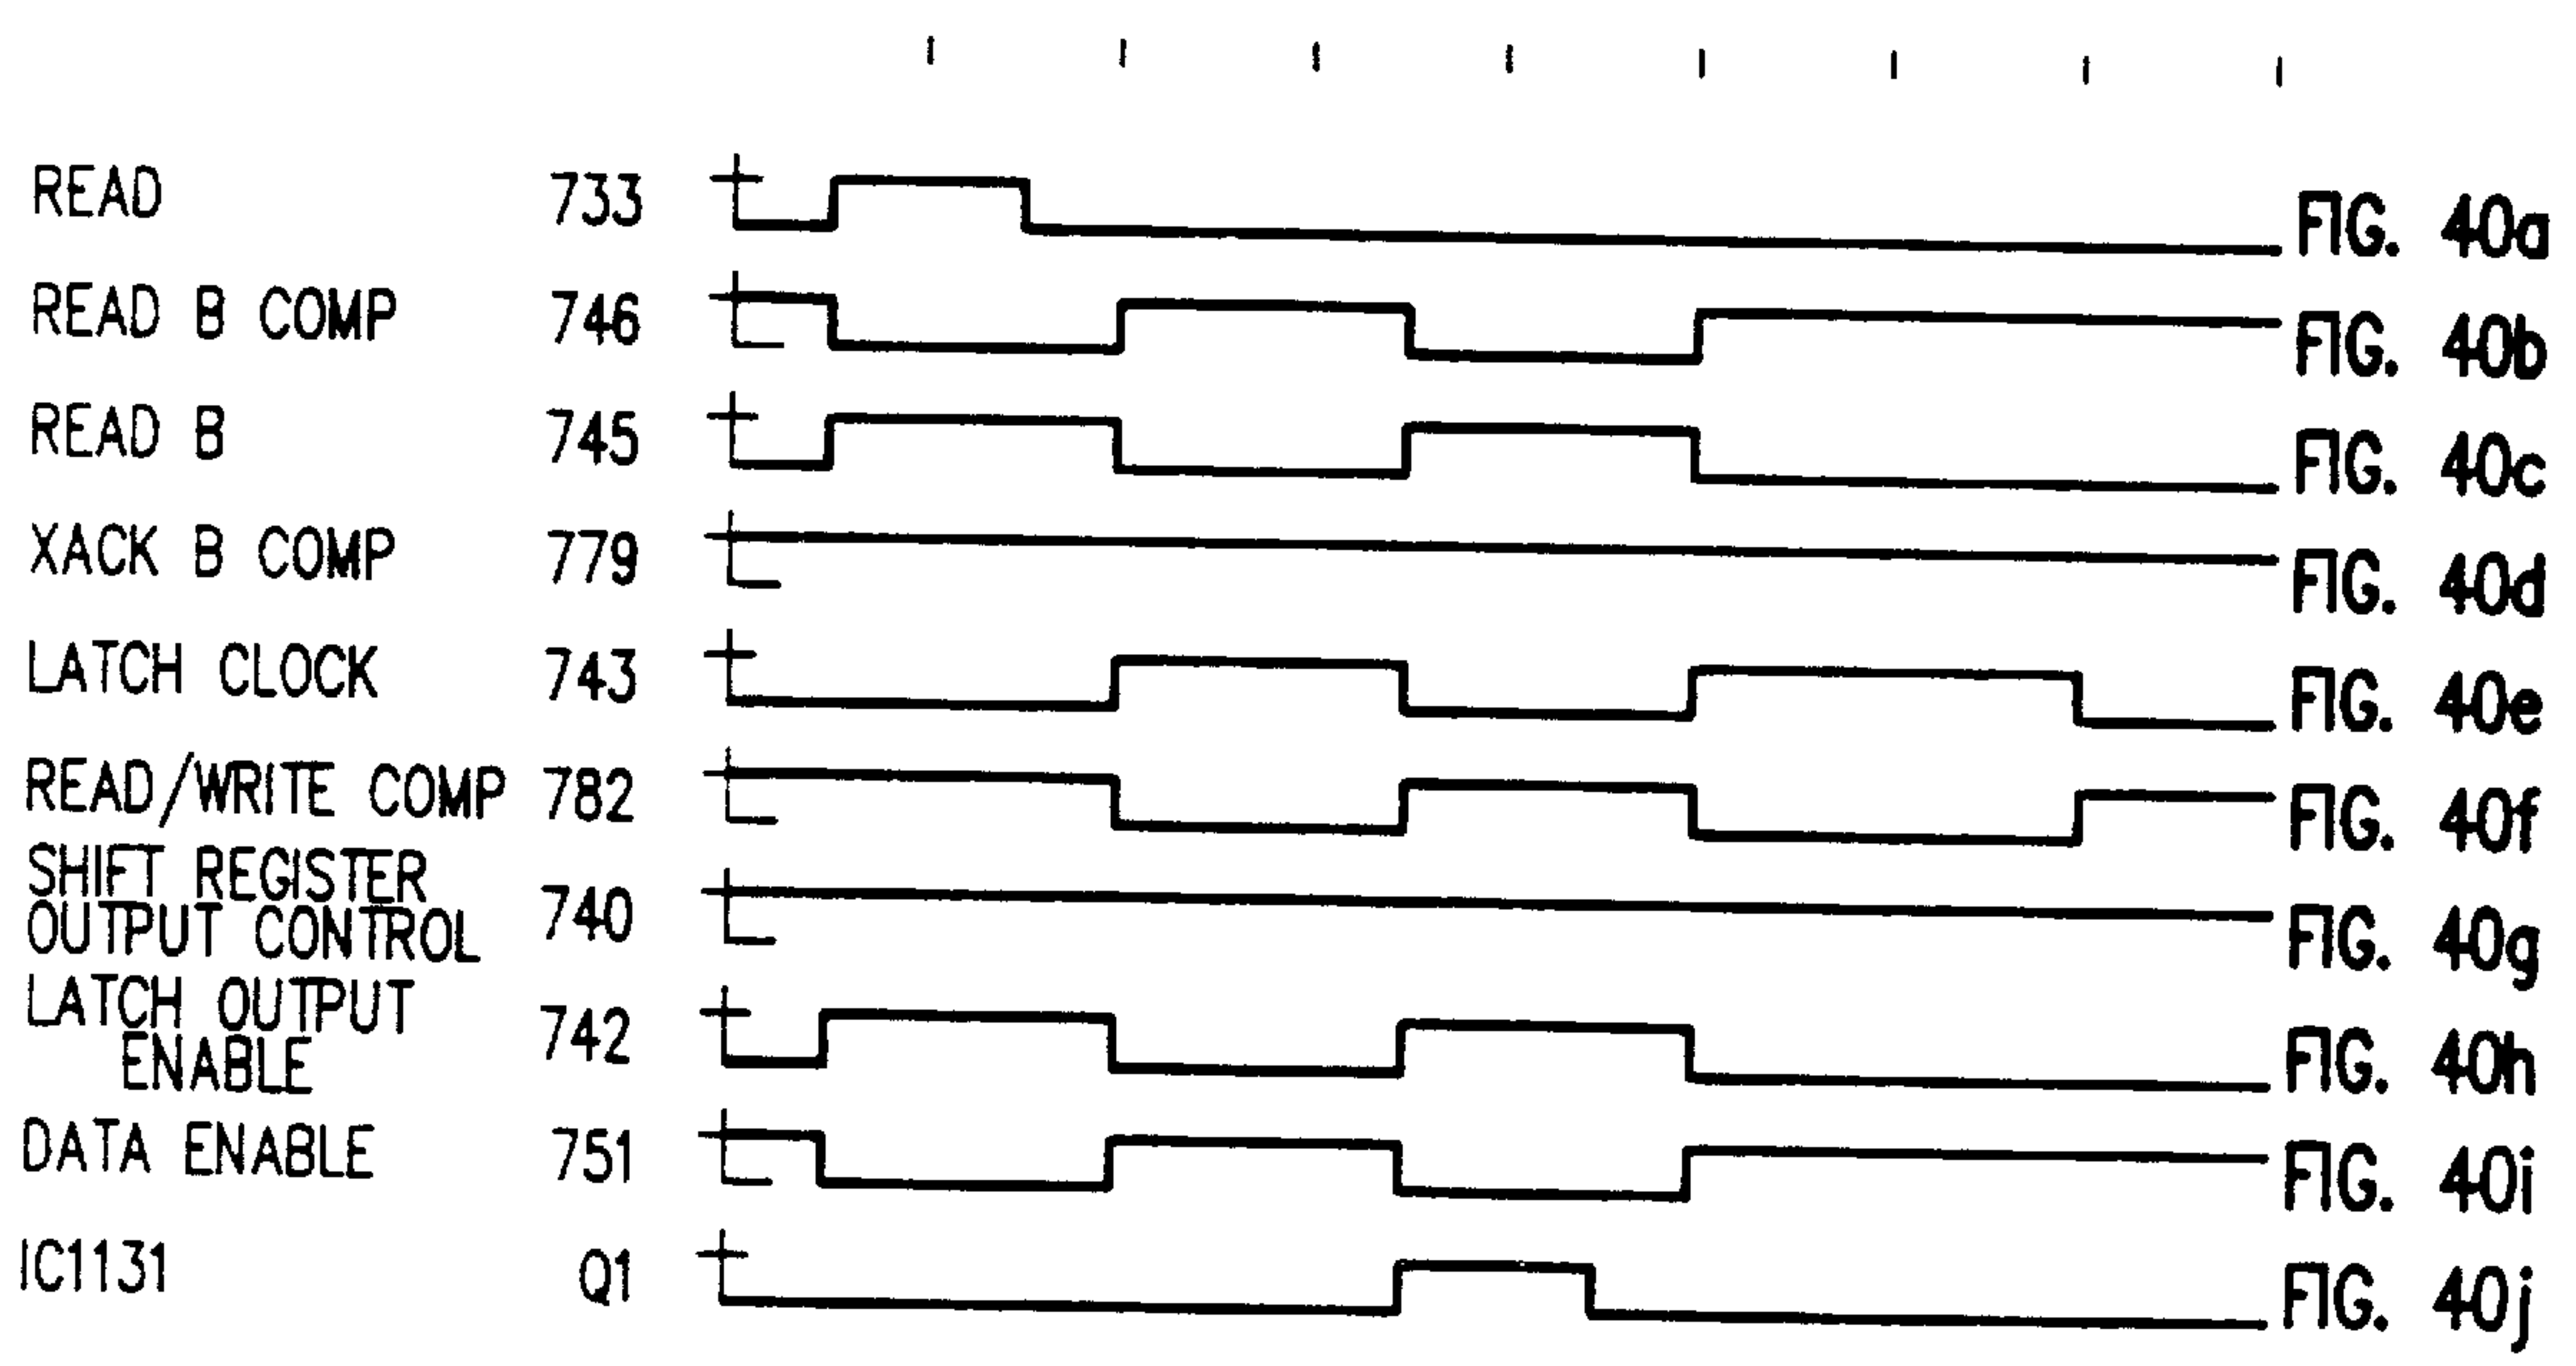 READ 733 FIG. 40a
READ B COMP 746 FIG. 40b
READ B 745 FIG. 40c
XACK B COMP 779 FIG. 40d
LATCH CLOCK 743 FIG. 40e
READ/WRITE COMP 782 FIG. 40f
SHIFT REGISTER
OUTPUT CONTROL 740 FIG. 40g
LATCH OUTPUT
ENABLE 742 FIG. 40h
DATA ENABLE 751 FIG. 40i
IC1131 Q1 FIG. 40j